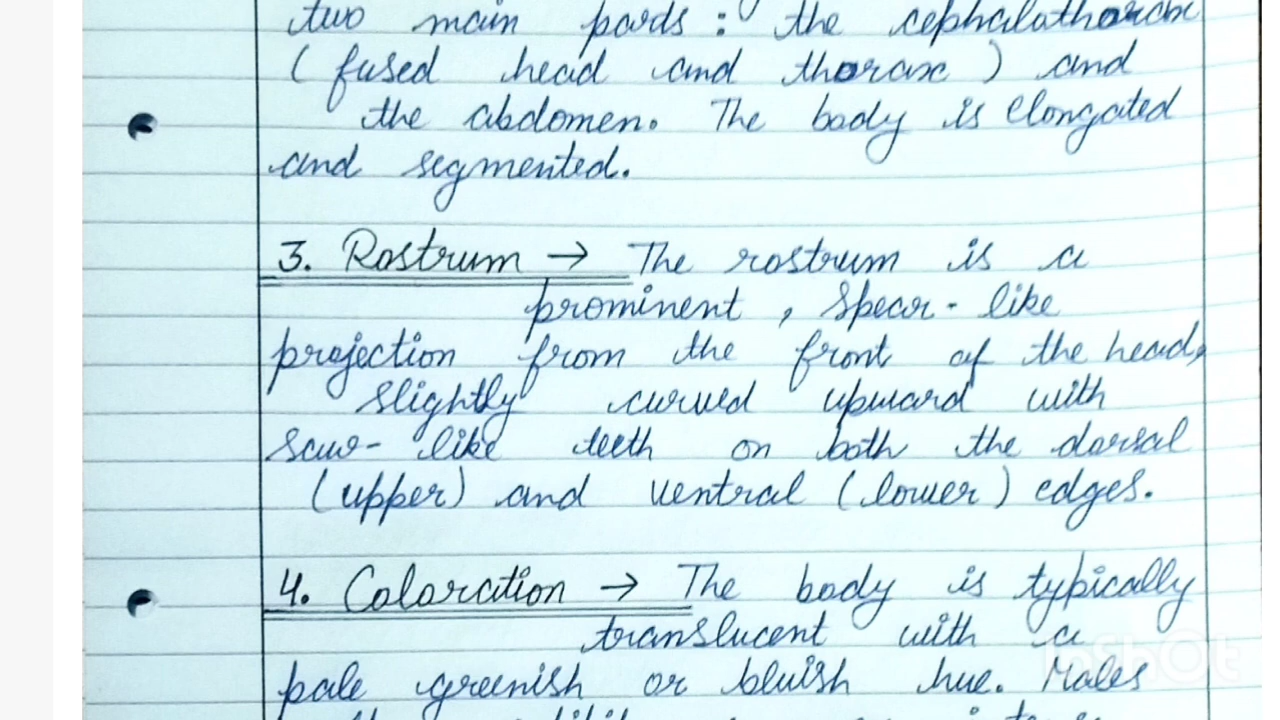 two main parts : the cephalothorax
( fused head and thorax ) and
the abdomen. The body is elongated
and segmented.
3. Rostrum → The rostrum is a
prominent , spear - like
projection from the front of the head,
slightly curved upward with
saw - like teeth on both the dorsal
(upper) and ventral (lower) edges.
4. Coloration → The body is typically
translucent with a
pale greenish or bluish hue. Males
InShOt